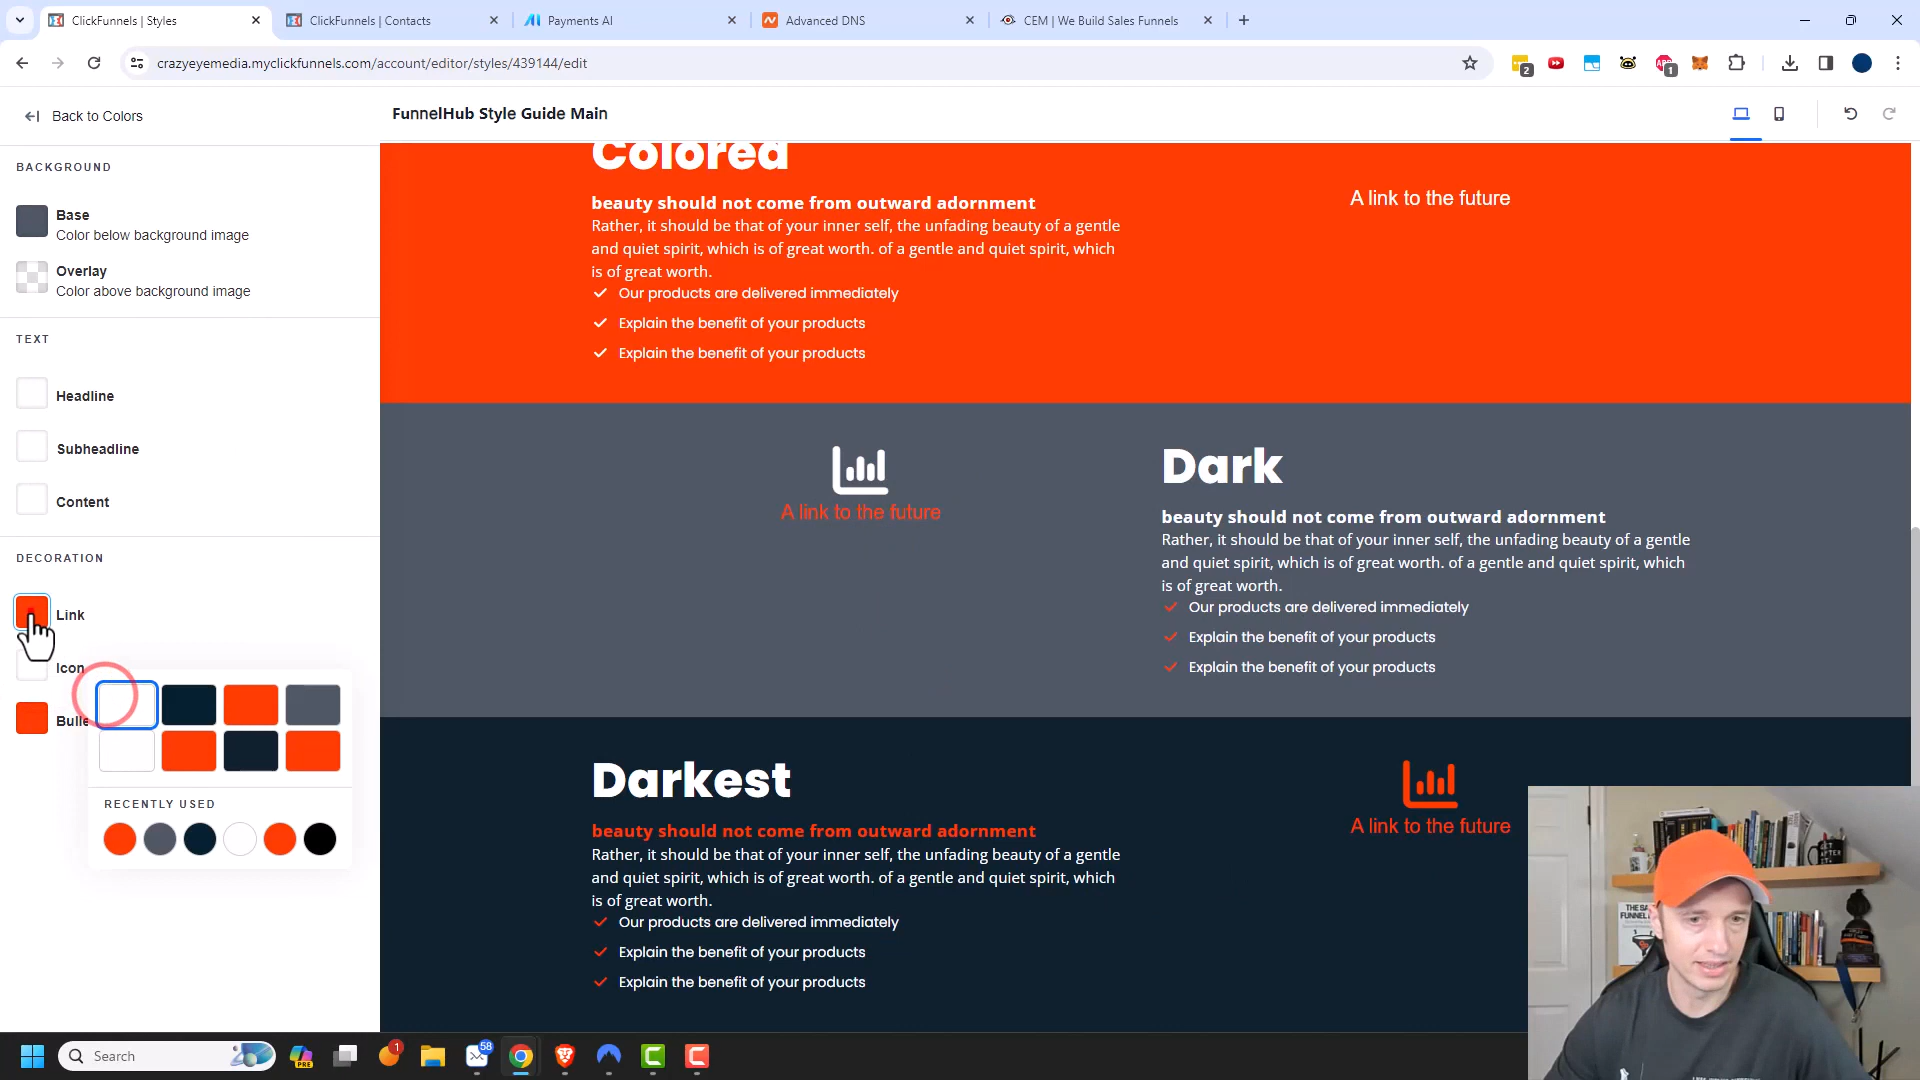 ClickFunnels | Styles
ClickFunnels | Contacts
Payments AI
Advanced DNS
CEM | We Build Sales Funnels
crazyeyemedia.myclickfunnels.com/account/editor/styles/439144/edit
2
1
Back to Colors
FunnelHub Style Guide Main
BACKGROUND
Base
Color below background image
Overlay
Color above background image
TEXT
Headline
Subheadline
Content
DECORATION
Link
Icon
RECENTLY USED
Colored
beauty should not come from outward adornment
Rather, it should be that of your inner self, the unfading beauty of a gentle
and quiet spirit, which is of great worth. of a gentle and quiet spirit, which
is of great worth.
Our products are delivered immediately
Explain the benefit of your products
Explain the benefit of your products
A link to the future
A link to the future
Dark
beauty should not come from outward adornment
Rather, it should be that of your inner self, the unfading beauty of a gentle
and quiet spirit, which is of great worth. of a gentle and quiet spirit, which
is of great worth.
Our products are delivered immediately
Explain the benefit of your products
Explain the benefit of your products
Darkest
beauty should not come from outward adornment
Rather, it should be that of your inner self, the unfading beauty of a gentle
and quiet spirit, which is of great worth. of a gentle and quiet spirit, which
is of great worth.
Our products are delivered immediately
Explain the benefit of your products
Explain the benefit of your products
A link to the future
Search
PRE
1
58